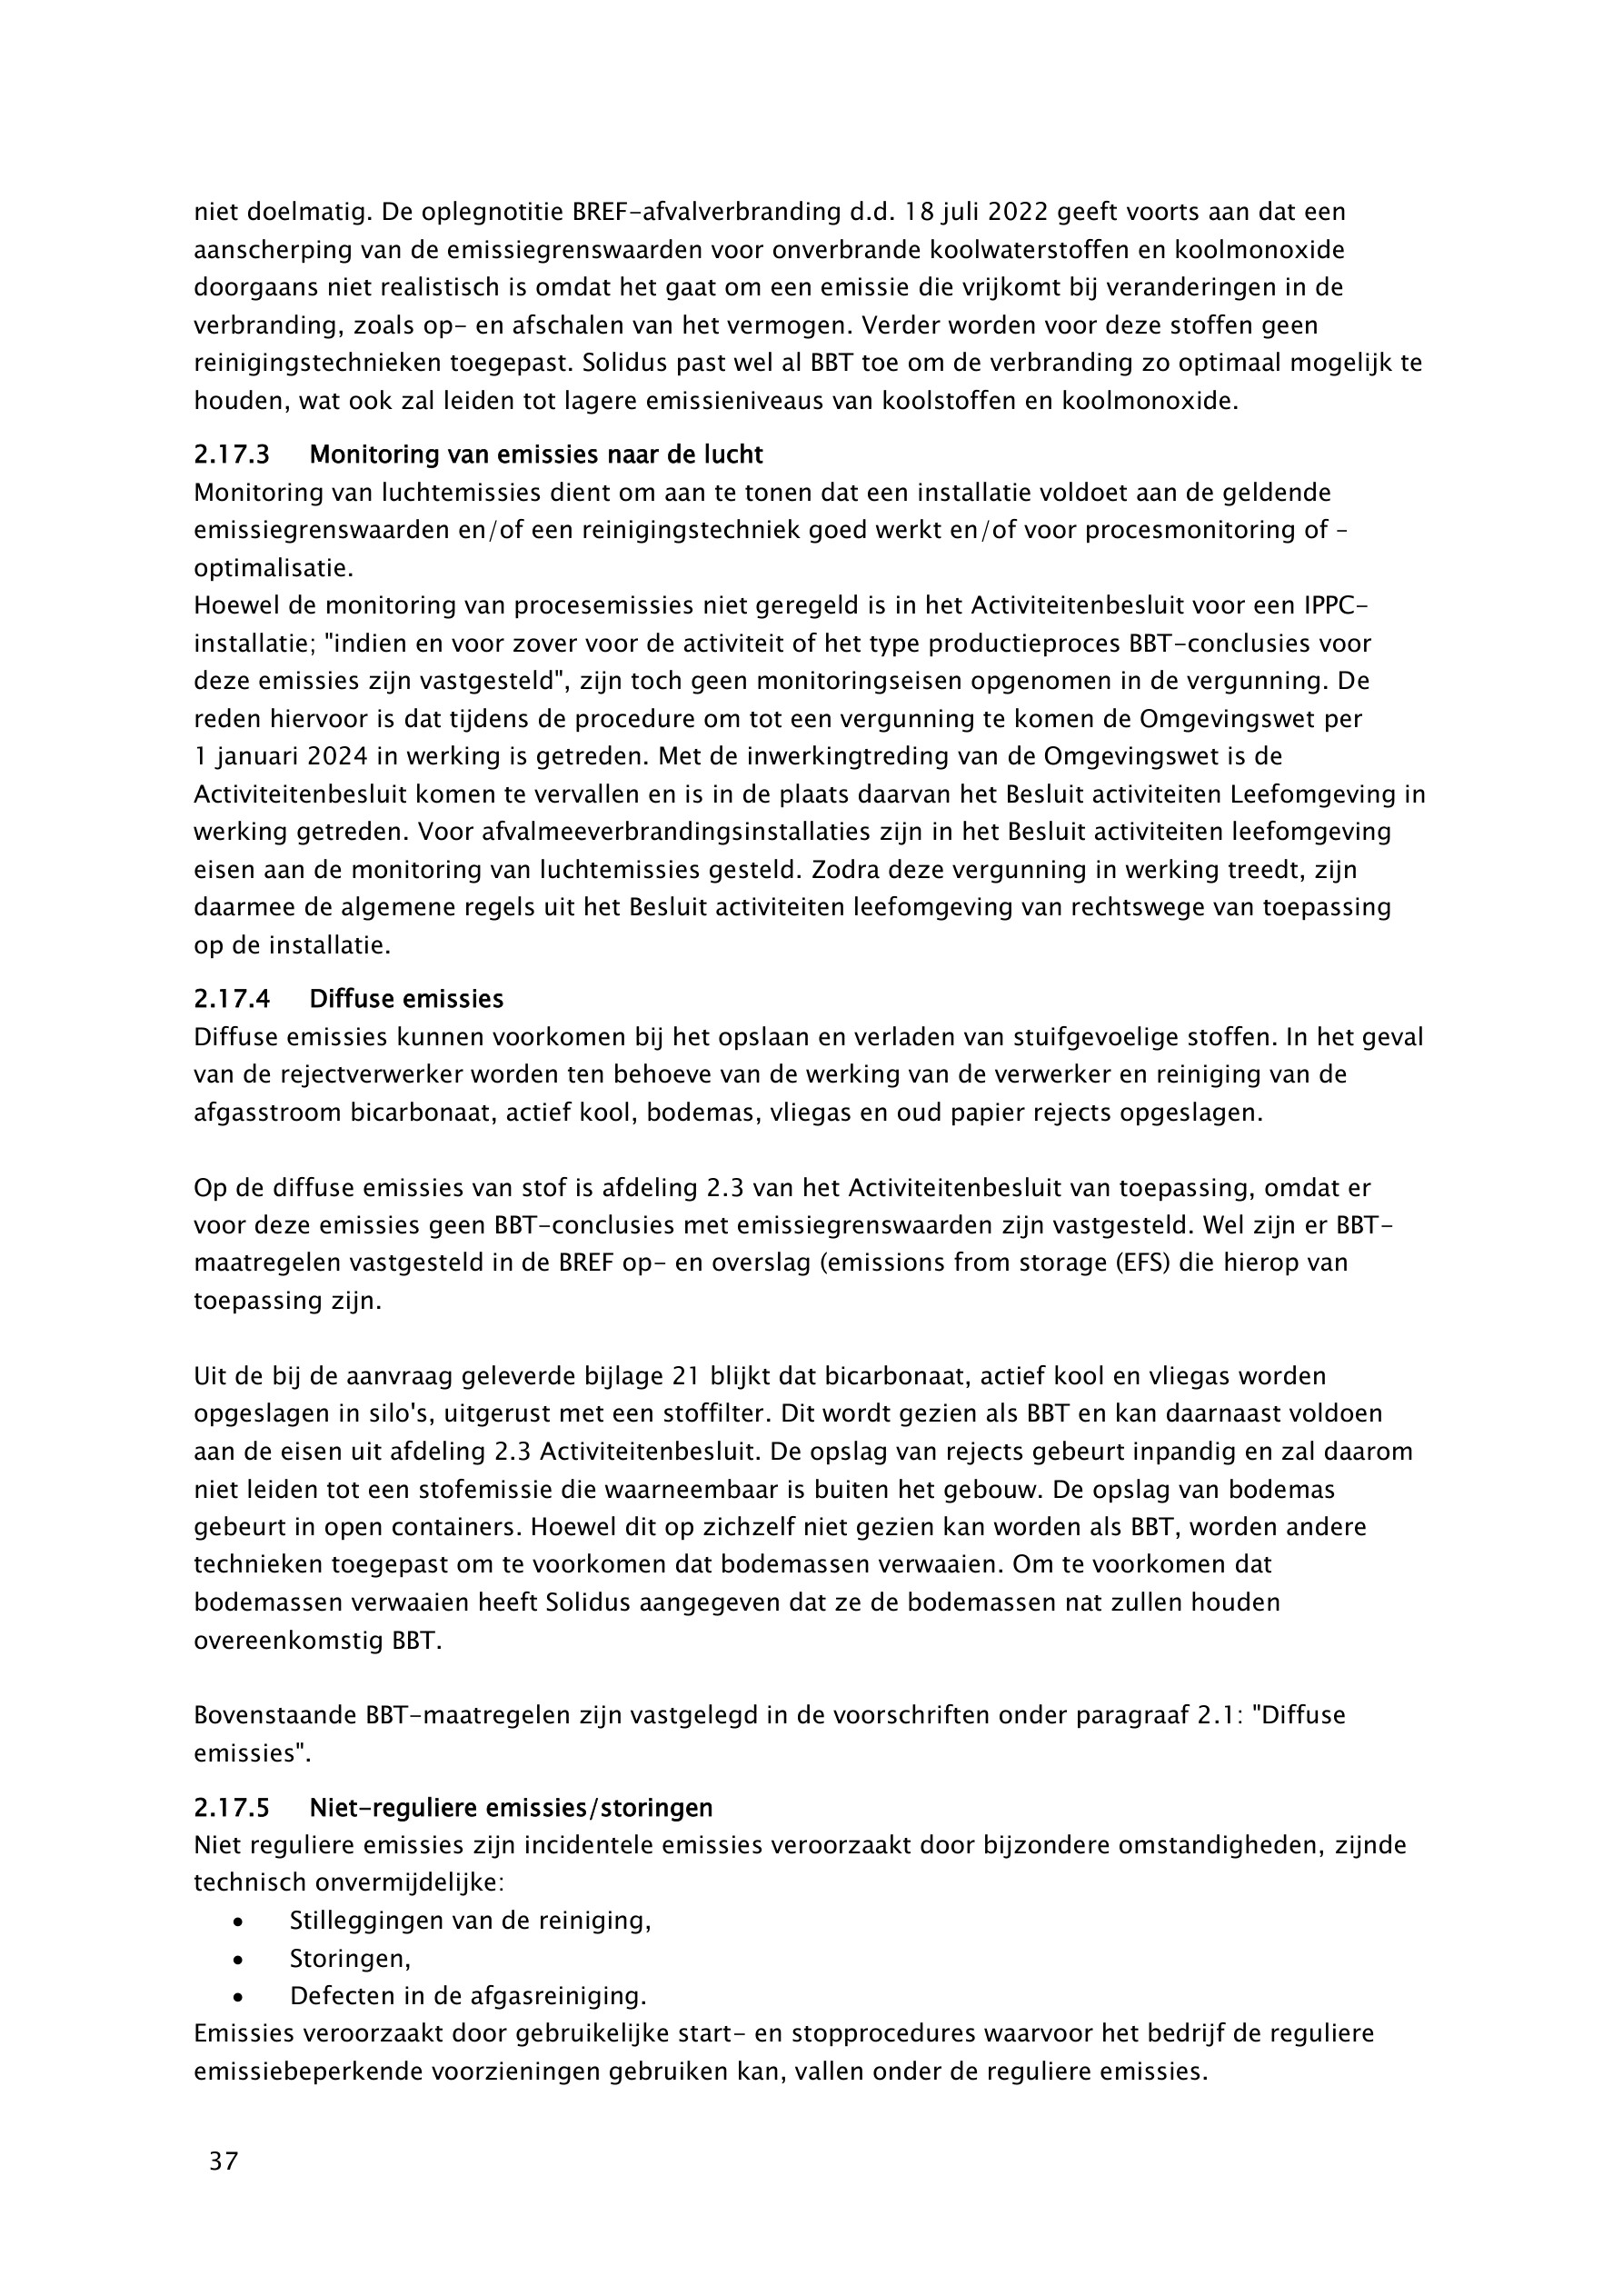 niet doelmatig. De oplegnotitie BREF-afvalverbranding d.d. 18 juli 2022 geeft voorts aan dat een
aanscherping van de emissiegrenswaarden voor onverbrande koolwaterstoffen en koolmonoxide
doorgaans niet realistisch is omdat het gaat om een emissie die vrijkomt bij veranderingen in de
verbranding, zoals op- en afschalen van het vermogen. Verder worden voor deze stoffen geen
reinigingstechnieken toegepast. Solidus past wel al BBT toe om de verbranding zo optimaal mogelijk te
houden, wat ook zal leiden tot lagere emissieniveaus van koolstoffen en koolmonoxide.
2.17.3 Monitoring van emissies naar de lucht
Monitoring van luchtemissies dient om aan te tonen dat een installatie voldoet aan de geldende
emissiegrenswaarden en/of een reinigingstechniek goed werkt en/of voor procesmonitoring of -
optimalisatie.
Hoewel de monitoring van procesemissies niet geregeld is in het Activiteitenbesluit voor een IPPC-
installatie; "indien en voor zover voor de activiteit of het type productieproces BBT-conclusies voor
deze emissies zijn vastgesteld", zijn toch geen monitoringseisen opgenomen in de vergunning. De
reden hiervoor is dat tijdens de procedure om tot een vergunning te komen de Omgevingswet per
1 januari 2024 in werking is getreden. Met de inwerkingtreding van de Omgevingswet is de
Activiteitenbesluit komen te vervallen en is in de plaats daarvan het Besluit activiteiten Leefomgeving in
werking getreden. Voor afvalmeeverbrandingsinstallaties zijn in het Besluit activiteiten leefomgeving
eisen aan de monitoring van luchtemissies gesteld. Zodra deze vergunning in werking treedt, zijn
daarmee de algemene regels uit het Besluit activiteiten leefomgeving van rechtswege van toepassing
op de installatie.
2.17.4 Diffuse emissies
Diffuse emissies kunnen voorkomen bij het opslaan en verladen van stuifgevoelige stoffen. In het geval
van de rejectverwerker worden ten behoeve van de werking van de verwerker en reiniging van de
afgasstroom bicarbonaat, actief kool, bodemas, vliegas en oud papier rejects opgeslagen.
Op de diffuse emissies van stof is afdeling 2.3 van het Activiteitenbesluit van toepassing, omdat er
voor deze emissies geen BBT-conclusies met emissiegrenswaarden zijn vastgesteld. Wel zijn er BBT-
maatregelen vastgesteld in de BREF op- en overslag (emissions from storage (EFS) die hierop van
toepassing zijn.
Uit de bij de aanvraag geleverde bijlage 21 blijkt dat bicarbonaat, actief kool en vliegas worden
opgeslagen in silo's, uitgerust met een stoffilter. Dit wordt gezien als BBT en kan daarnaast voldoen
aan de eisen uit afdeling 2.3 Activiteitenbesluit. De opslag van rejects gebeurt inpandig en zal daarom
niet leiden tot een stofemissie die waarneembaar is buiten het gebouw. De opslag van bodemas
gebeurt in open containers. Hoewel dit op zichzelf niet gezien kan worden als BBT, worden andere
technieken toegepast om te voorkomen dat bodemassen verwaaien. Om te voorkomen dat
bodemassen verwaaien heeft Solidus aangegeven dat ze de bodemassen nat zullen houden
overeenkomstig BBT.
Bovenstaande BBT-maatregelen zijn vastgelegd in de voorschriften onder paragraaf 2.1: "Diffuse
emissies".
2.17.5 Niet-reguliere emissies/storingen
Niet reguliere emissies zijn incidentele emissies veroorzaakt door bijzondere omstandigheden, zijnde
technisch onvermijdelijke:
• Stilleggingen van de reiniging,
• Storingen,
• Defecten in de afgasreiniging.
Emissies veroorzaakt door gebruikelijke start- en stopprocedures waarvoor het bedrijf de reguliere
emissiebeperkende voorzieningen gebruiken kan, vallen onder de reguliere emissies.
37